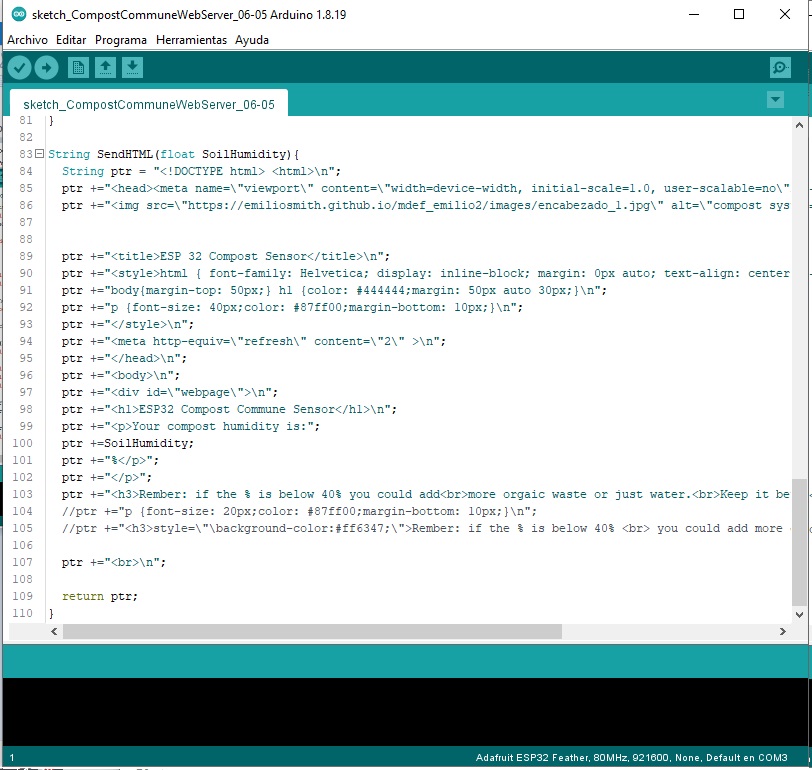 sketch_CompostCommuneWebServer_06-05 Arduino 1.8.19
Archivo Editar Programa Herramientas Ayuda
sketch_CompostCommuneWebServer_06-05
81 }
82
83 String SendHTML(float SoilHumidity){
84 String ptr = "<!DOCTYPE html> <html>\n";
85 ptr +="<head><meta name=\"viewport\" content=\"width=device-width, initial-scale=1.0, user-scalable=no\"
86 ptr +="<img src=\"https://emiliosmith.github.io/mdef_emilio2/images/encabezado_1.jpg\" alt=\"compost sys
87
88
89 ptr +="<title>ESP 32 Compost Sensor</title>\n";
90 ptr +="<style>html { font-family: Helvetica; display: inline-block; margin: 0px auto; text-align: center
91 ptr +="body{margin-top: 50px;} h1 {color: #444444;margin: 50px auto 30px;}\n";
92 ptr +="p {font-size: 40px;color: #87ff00;margin-bottom: 10px;}\n";
93 ptr +="</style>\n";
94 ptr +="<meta http-equiv=\"refresh\" content=\"2\" >\n";
95 ptr +="</head>\n";
96 ptr +="<body>\n";
97 ptr +="<div id=\"webpage\">\n";
98 ptr +="<h1>ESP32 Compost Commune Sensor</h1>\n";
99 ptr +="<p>Your compost humidity is:";
100 ptr +=SoilHumidity;
101 ptr +="%</p>";
102 ptr +="</p>";
103 ptr +="<h3>Rember: if the % is below 40% you could add<br>more orgaic waste or just water.<br>Keep it be
104 //ptr +="p {font-size: 20px;color: #87ff00;margin-bottom: 10px;}\n";
105 //ptr +="<h3>style=\"\background-color:#ff6347;\">Rember: if the % is below 40% <br> you could add more
106
107 ptr +="<br>\n";
108
109 return ptr;
110 }
1
Adafruit ESP32 Feather, 80MHz, 921600, None, Default en COM3